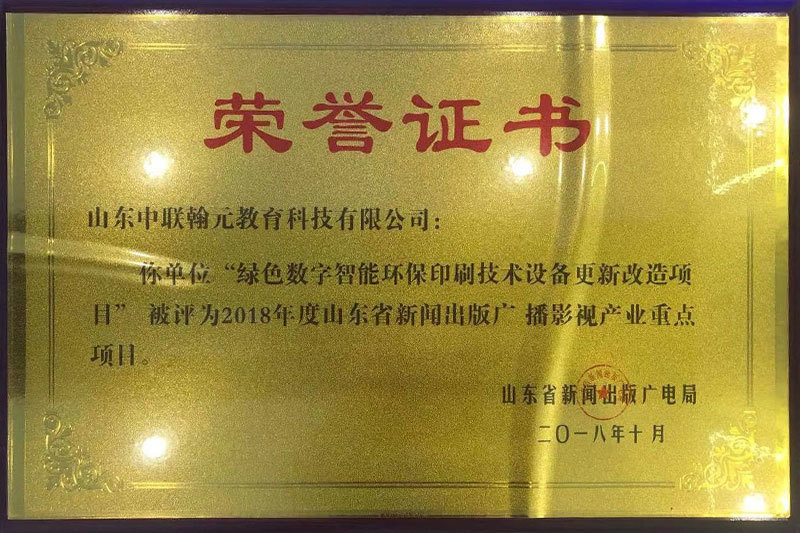 荣誉证书
山东中联翰元教育科技有限公司：
你单位“绿色数字智能环保印刷技术设备更新改造项
目” 被评为2018年度山东省新闻出版广 播影视产业重点
项目。
山东省新闻出版广电局
二〇一八年十月